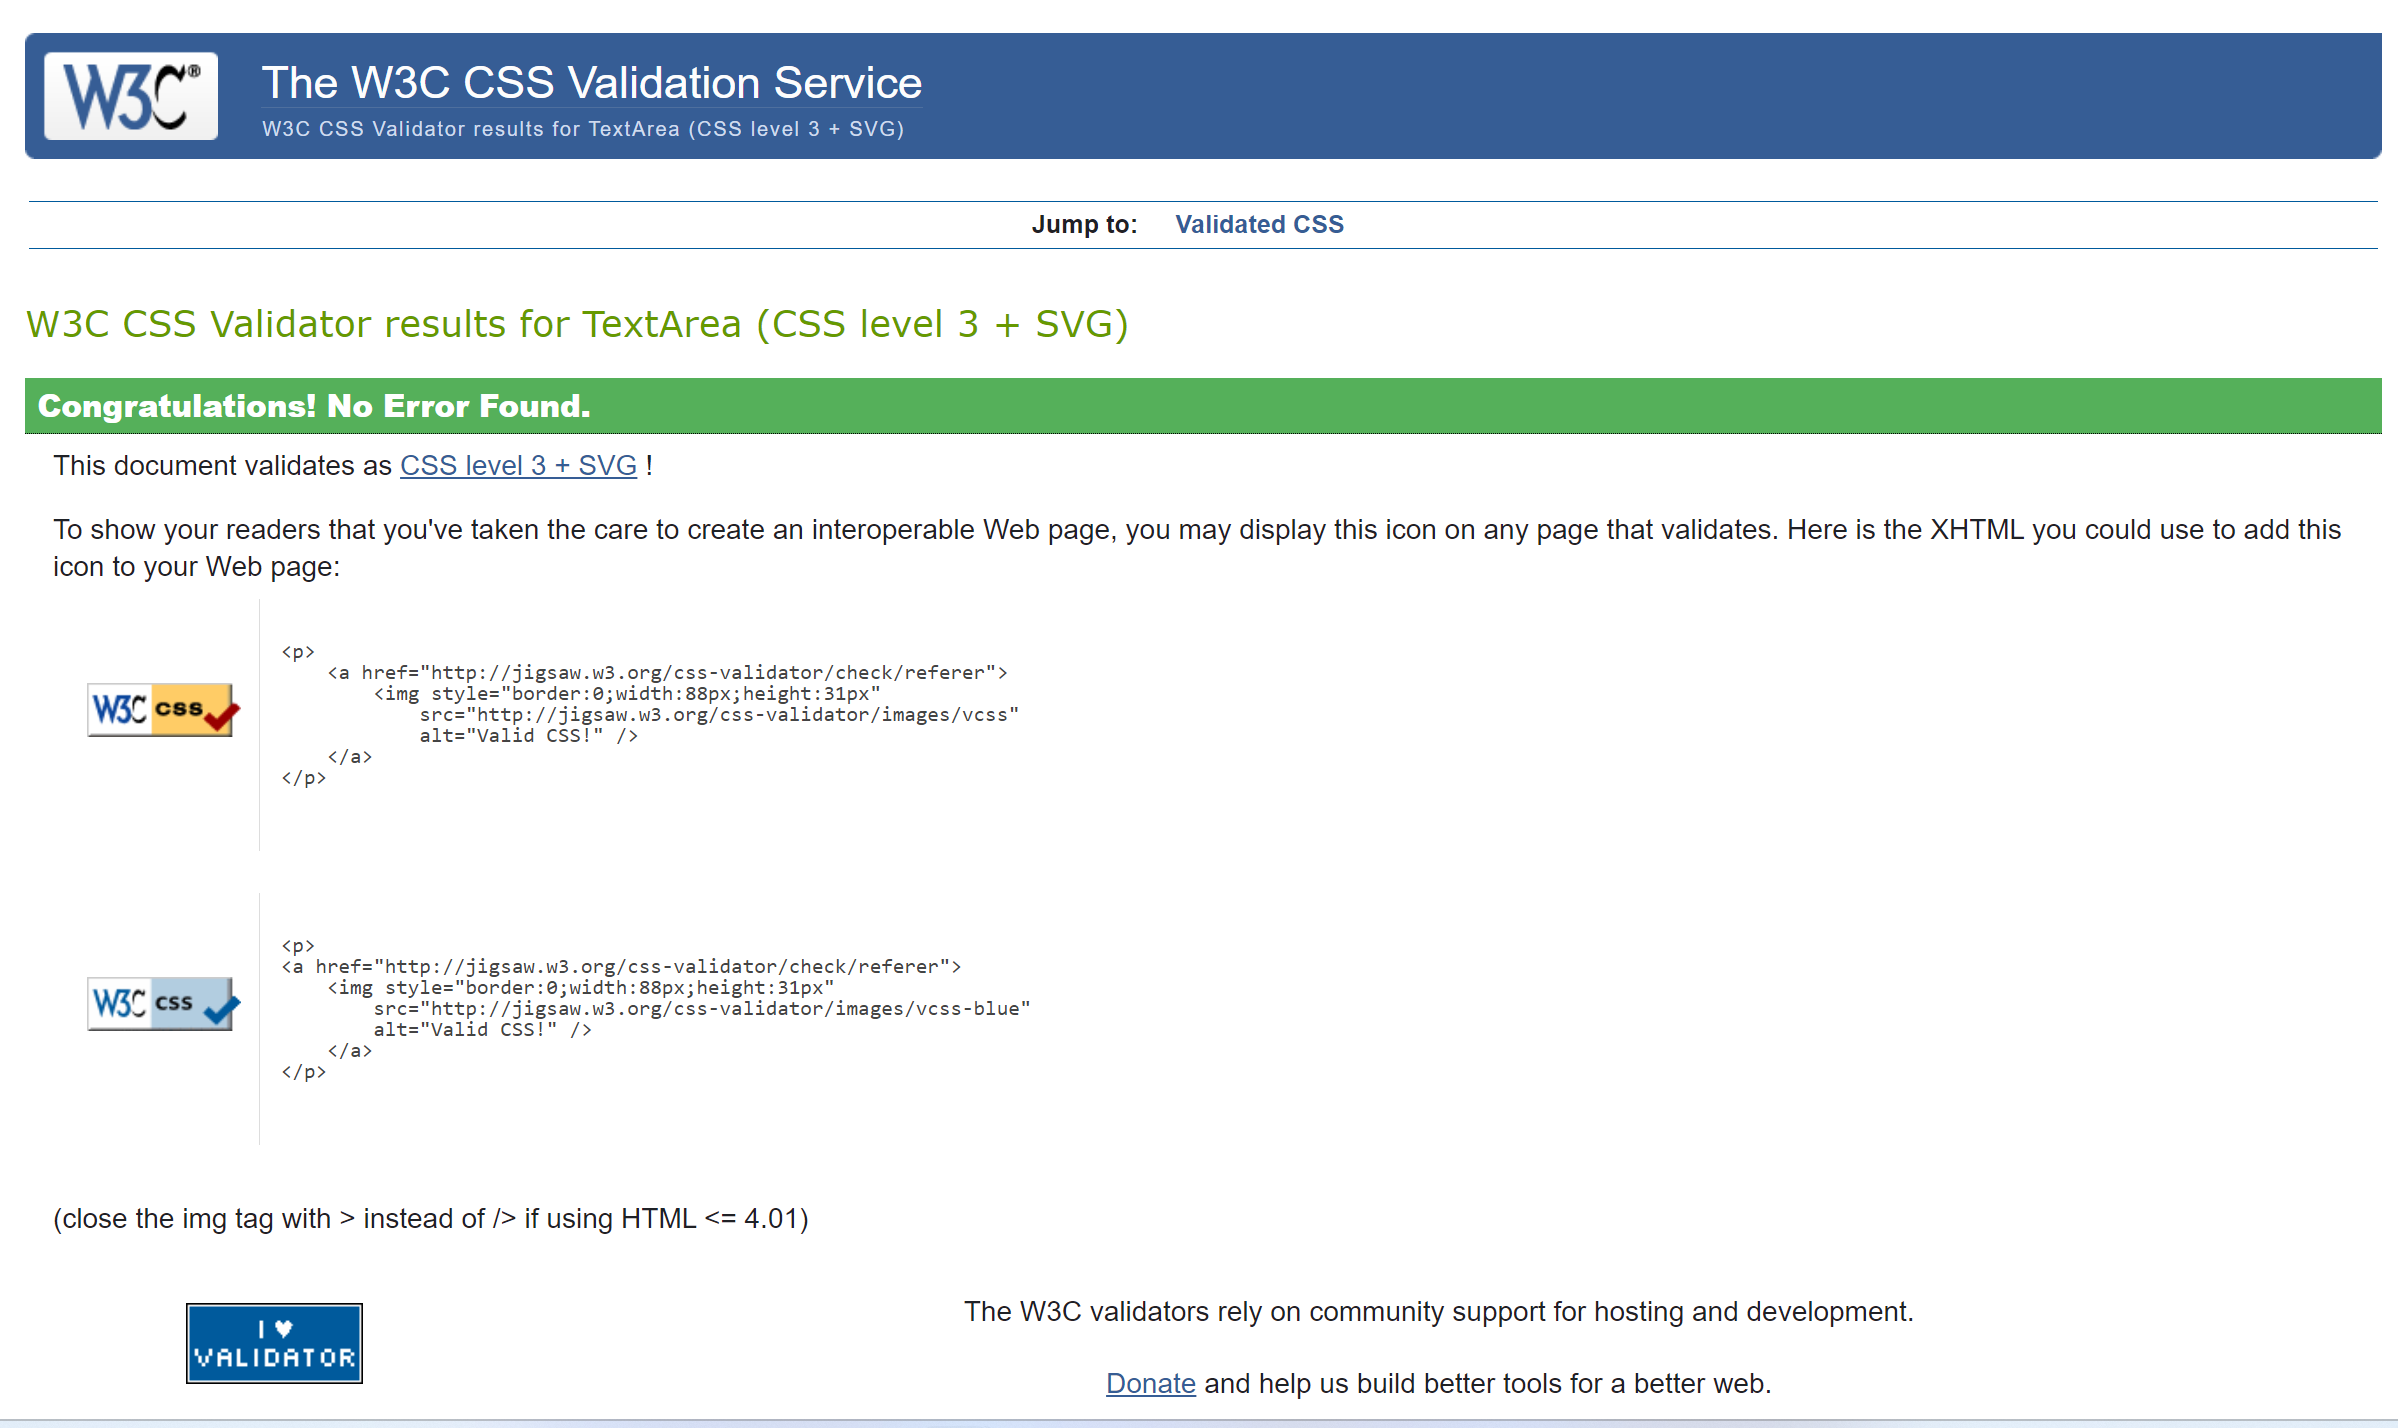 W3C®
The W3C CSS Validation Service
W3C CSS Validator results for TextArea (CSS level 3 + SVG)
Jump to: Validated CSS
W3C CSS Validator results for TextArea (CSS level 3 + SVG)
Congratulations! No Error Found.
This document validates as CSS level 3 + SVG !
To show your readers that you've taken the care to create an interoperable Web page, you may display this icon on any page that validates. Here is the XHTML you could use to add this
icon to your Web page:
<p>
    <a href="http://jigsaw.w3.org/css-validator/check/referer">
        <img style="border:0;width:88px;height:31px"
            src="http://jigsaw.w3.org/css-validator/images/vcss"
            alt="Valid CSS!" />
    </a>
</p>
W3C css
<p>
<a href="http://jigsaw.w3.org/css-validator/check/referer">
    <img style="border:0;width:88px;height:31px"
        src="http://jigsaw.w3.org/css-validator/images/vcss-blue"
        alt="Valid CSS!" />
    </a>
</p>
W3C css
(close the img tag with > instead of /> if using HTML <= 4.01)
I ♥
VALIDATOR
The W3C validators rely on community support for hosting and development.
Donate and help us build better tools for a better web.